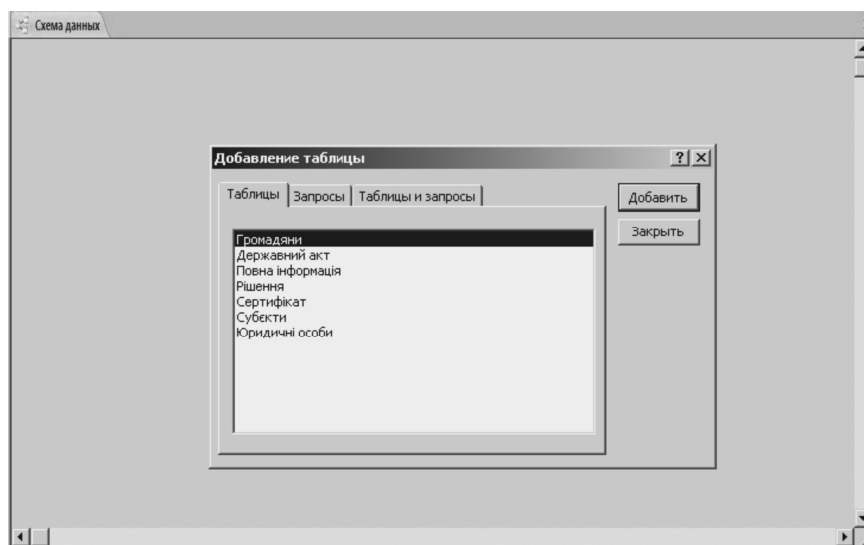 Схема данных
Добавление таблицы
Таблицы Запросы Таблицы и запросы
Добавить
Закрыть
Громадяни
Державний акт
Повна інформація
Рішення
Сертифікат
Субєкти
Юридичні особи